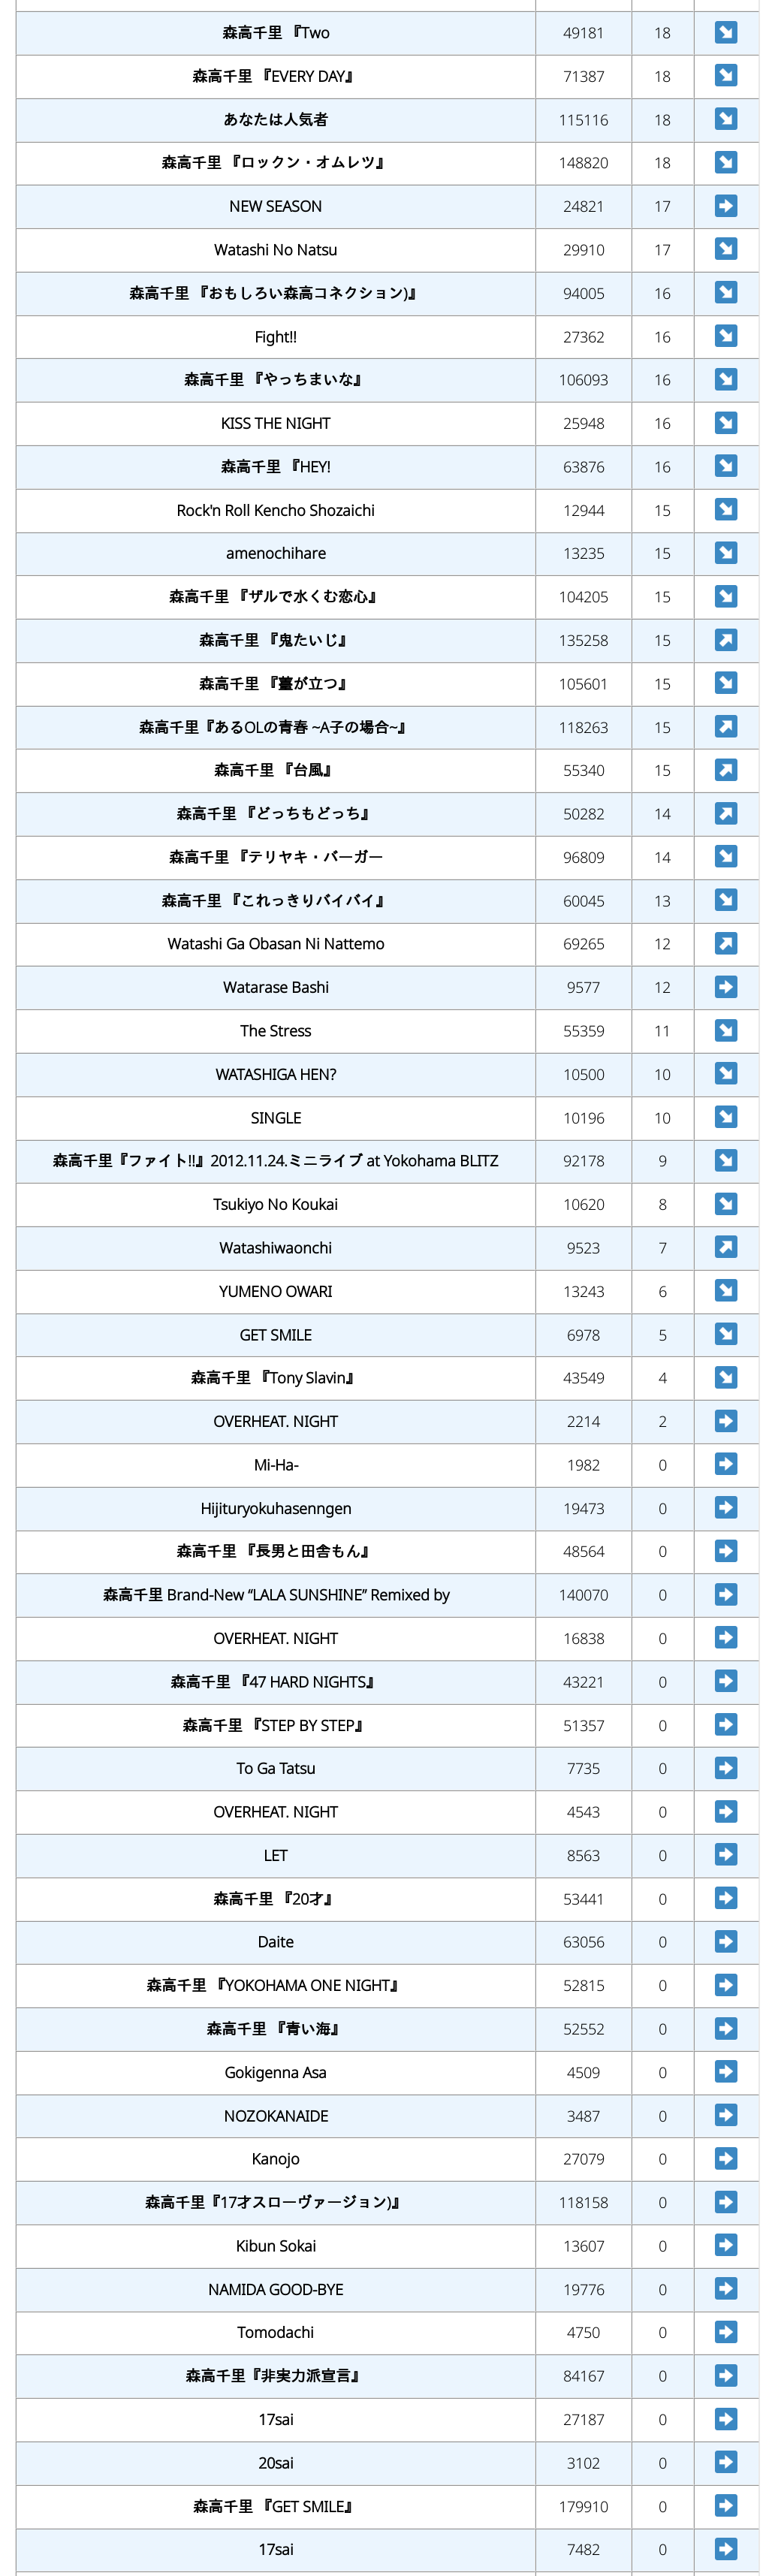 森高千里 『Two 49181 18
森高千里 『EVERY DAY』 71387 18
あなたは人気者 115116 18
森高千里 『ロックン・オムレツ』 148820 18
NEW SEASON 24821 17
Watashi No Natsu 29910 17
森高千里 『おもしろい森高コネクション)』 94005 16
Fight!! 27362 16
森高千里 『やっちまいな』 106093 16
KISS THE NIGHT 25948 16
森高千里 『HEY! 63876 16
Rock'n Roll Kencho Shozaichi 12944 15
amenochihare 13235 15
森高千里 『ザルで水くむ恋心』 104205 15
森高千里 『鬼たいじ』 135258 15
森高千里 『薹が立つ』 105601 15
森高千里『あるOLの青春 ~A子の場合~』 118263 15
森高千里 『台風』 55340 15
森高千里 『どっちもどっち』 50282 14
森高千里 『テリヤキ・バーガー 96809 14
森高千里 『これっきりバイバイ』 60045 13
Watashi Ga Obasan Ni Nattemo 69265 12
Watarase Bashi 9577 12
The Stress 55359 11
WATASHIGA HEN? 10500 10
SINGLE 10196 10
森高千里『ファイト!!』2012.11.24.ミニライブ at Yokohama BLITZ 92178 9
Tsukiyo No Koukai 10620 8
Watashiwaonchi 9523 7
YUMENO OWARI 13243 6
GET SMILE 6978 5
森高千里 『Tony Slavin』 43549 4
OVERHEAT. NIGHT 2214 2
Mi-Ha- 1982 0
Hijituryokuhasenngen 19473 0
森高千里 『長男と田舎もん』 48564 0
森高千里 Brand-New “LALA SUNSHINE” Remixed by 140070 0
OVERHEAT. NIGHT 16838 0
森高千里 『47 HARD NIGHTS』 43221 0
森高千里 『STEP BY STEP』 51357 0
To Ga Tatsu 7735 0
OVERHEAT. NIGHT 4543 0
LET 8563 0
森高千里 『20才』 53441 0
Daite 63056 0
森高千里 『YOKOHAMA ONE NIGHT』 52815 0
森高千里 『青い海』 52552 0
Gokigenna Asa 4509 0
NOZOKANAIDE 3487 0
Kanojo 27079 0
森高千里『17才スローヴァージョン)』 118158 0
Kibun Sokai 13607 0
NAMIDA GOOD-BYE 19776 0
Tomodachi 4750 0
森高千里『非実力派宣言』 84167 0
17sai 27187 0
20sai 3102 0
森高千里 『GET SMILE』 179910 0
17sai 7482 0